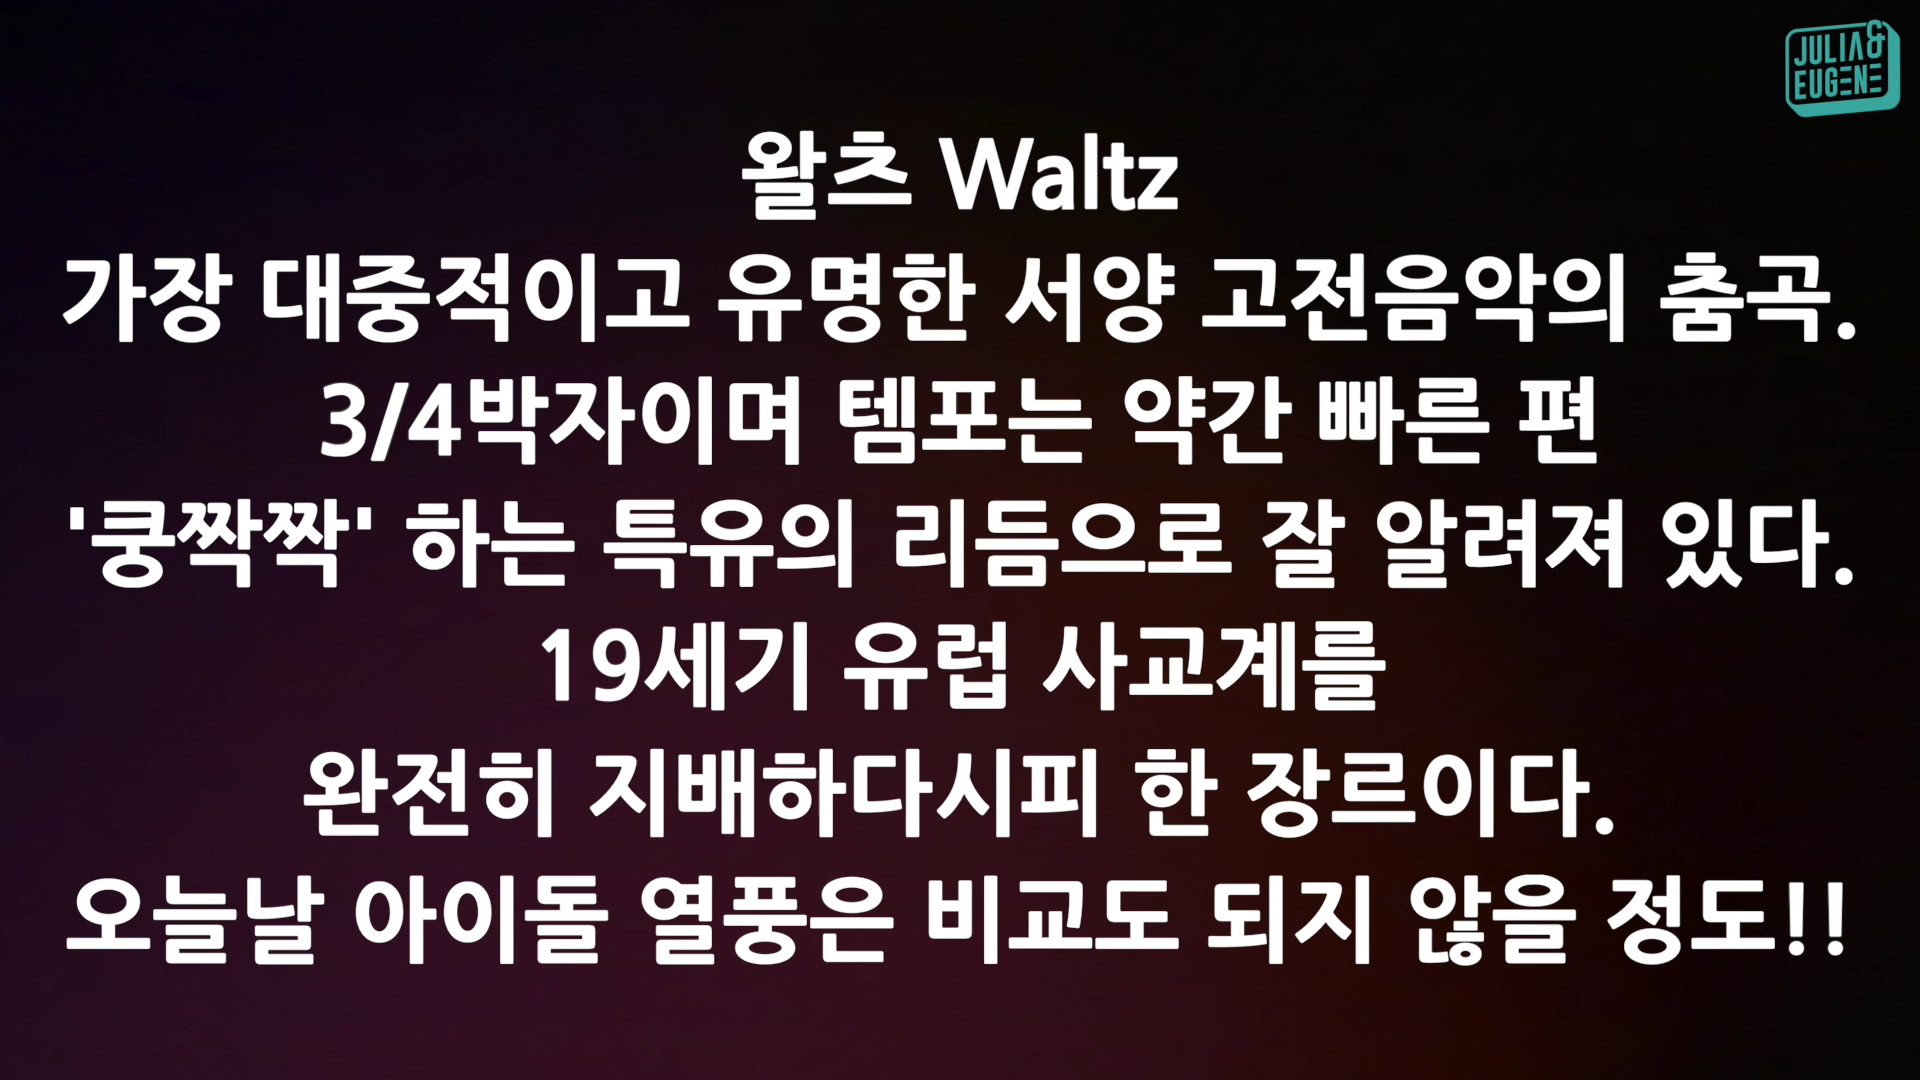 JULIA&
EUGENE
왈츠 Waltz
가장 대중적이고 유명한 서양 고전음악의 춤곡.
3/4박자이며 템포는 약간 빠른 편
'쿵짝짝' 하는 특유의 리듬으로 잘 알려져 있다.
19세기 유럽 사교계를
완전히 지배하다시피 한 장르이다.
오늘날 아이돌 열풍은 비교도 되지 않을 정도!!